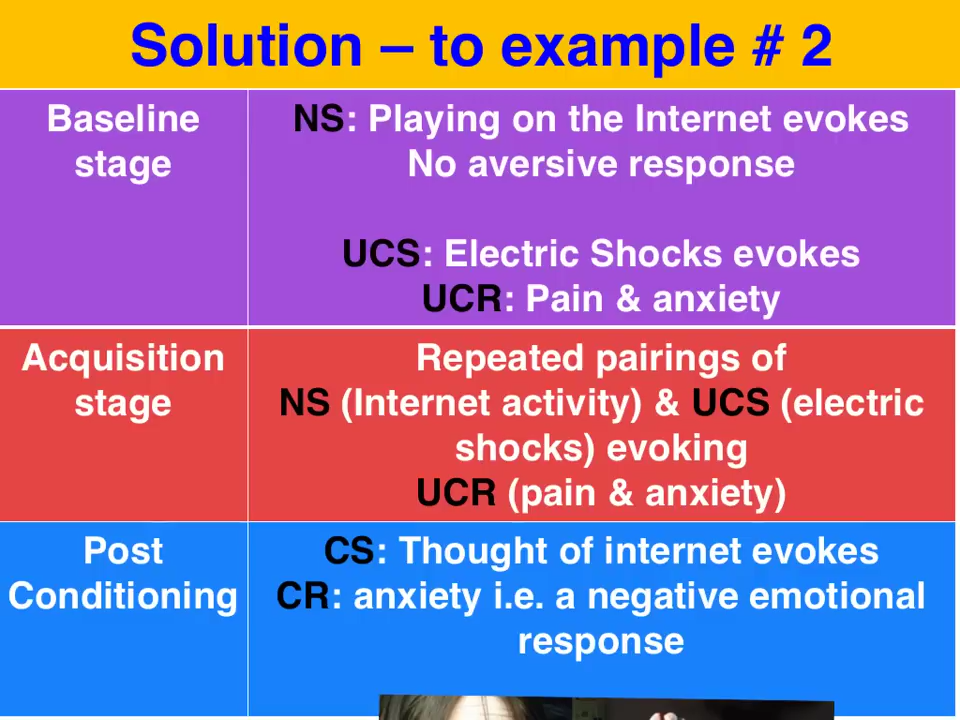 Solution – to example # 2
Baseline
stage
NS: Playing on the Internet evokes
No aversive response
UCS: Electric Shocks evokes
UCR: Pain & anxiety
Acquisition
stage
Repeated pairings of
NS (Internet activity) & UCS (electric
shocks) evoking
UCR (pain & anxiety)
Post
Conditioning
CS: Thought of internet evokes
CR: anxiety i.e. a negative emotional
response